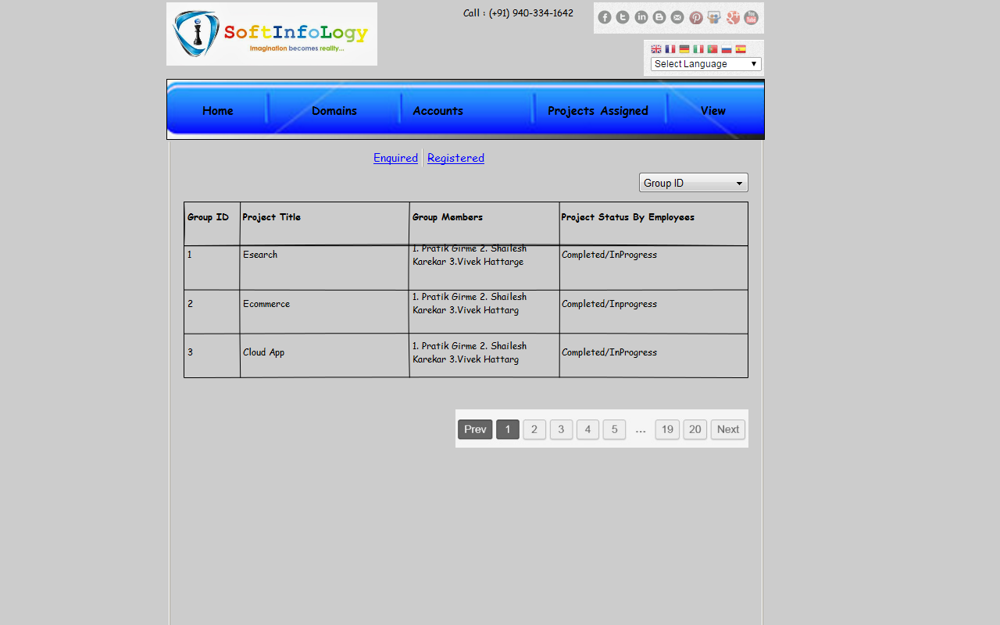 SoftInfoLogy
Imagination becomes reality...
Call : (+91) 940-334-1642
You Tube
Select Language
Home Domains Accounts Projects Assigned View
Enquired Registered
Group ID
Group ID Project Title Group Members Project Status By Employees
1 Esearch 1. Pratik Girme 2. Shailesh Karekar 3.Vivek Hattarge Completed/InProgress
2 Ecommerce 1. Pratik Girme 2. Shailesh Karekar 3.Vivek Hattarg Completed/Inprogress
3 Cloud App 1. Pratik Girme 2. Shailesh Karekar 3.Vivek Hattarg Completed/InProgress
Prev 1 2 3 4 5 ... 19 20 Next